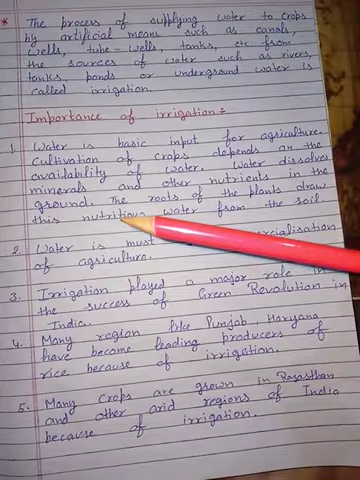 * The process of supplying water to crops
by artificial means such as canals,
wells, tube-wells, tanks, etc from
the sources of water such as rivers,
tanks, ponds or underground water is
called irrigation.
Importance of irrigation :-
1. Water is basic input for agriculture.
Cultivation of crops depends on the
availability of water. Water dissolves
minerals and other nutrients in the
ground. The roots of the plants draw
this nutritious water from the soil
2. Water is must
of agriculture.
3. Irrigation played a major role in
the success of Green Revolution in
India.
4. Many region like Punjab, Haryana
have become leading producers of
rice because of irrigation.
5. Many Crops are grown in Rajasthan
and other arid regions of India
because of irrigation.